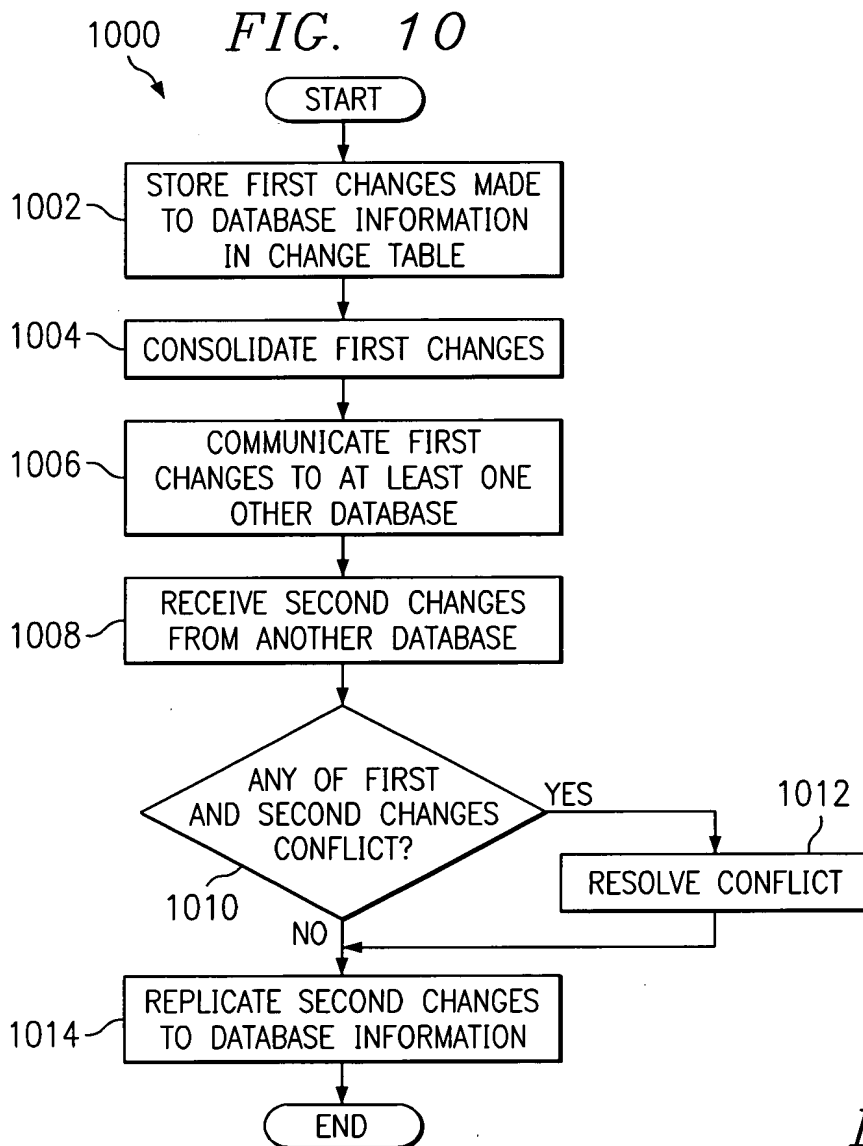 1000
FIG. 10
START
1002
STORE FIRST CHANGES MADE
TO DATABASE INFORMATION
IN CHANGE TABLE
1004
CONSOLIDATE FIRST CHANGES
1006
COMMUNICATE FIRST
CHANGES TO AT LEAST ONE
OTHER DATABASE
1008
RECEIVE SECOND CHANGES
FROM ANOTHER DATABASE
ANY OF FIRST
AND SECOND CHANGES
CONFLICT?
1010
YES
1012
RESOLVE CONFLICT
NO
1014
REPLICATE SECOND CHANGES
TO DATABASE INFORMATION
END